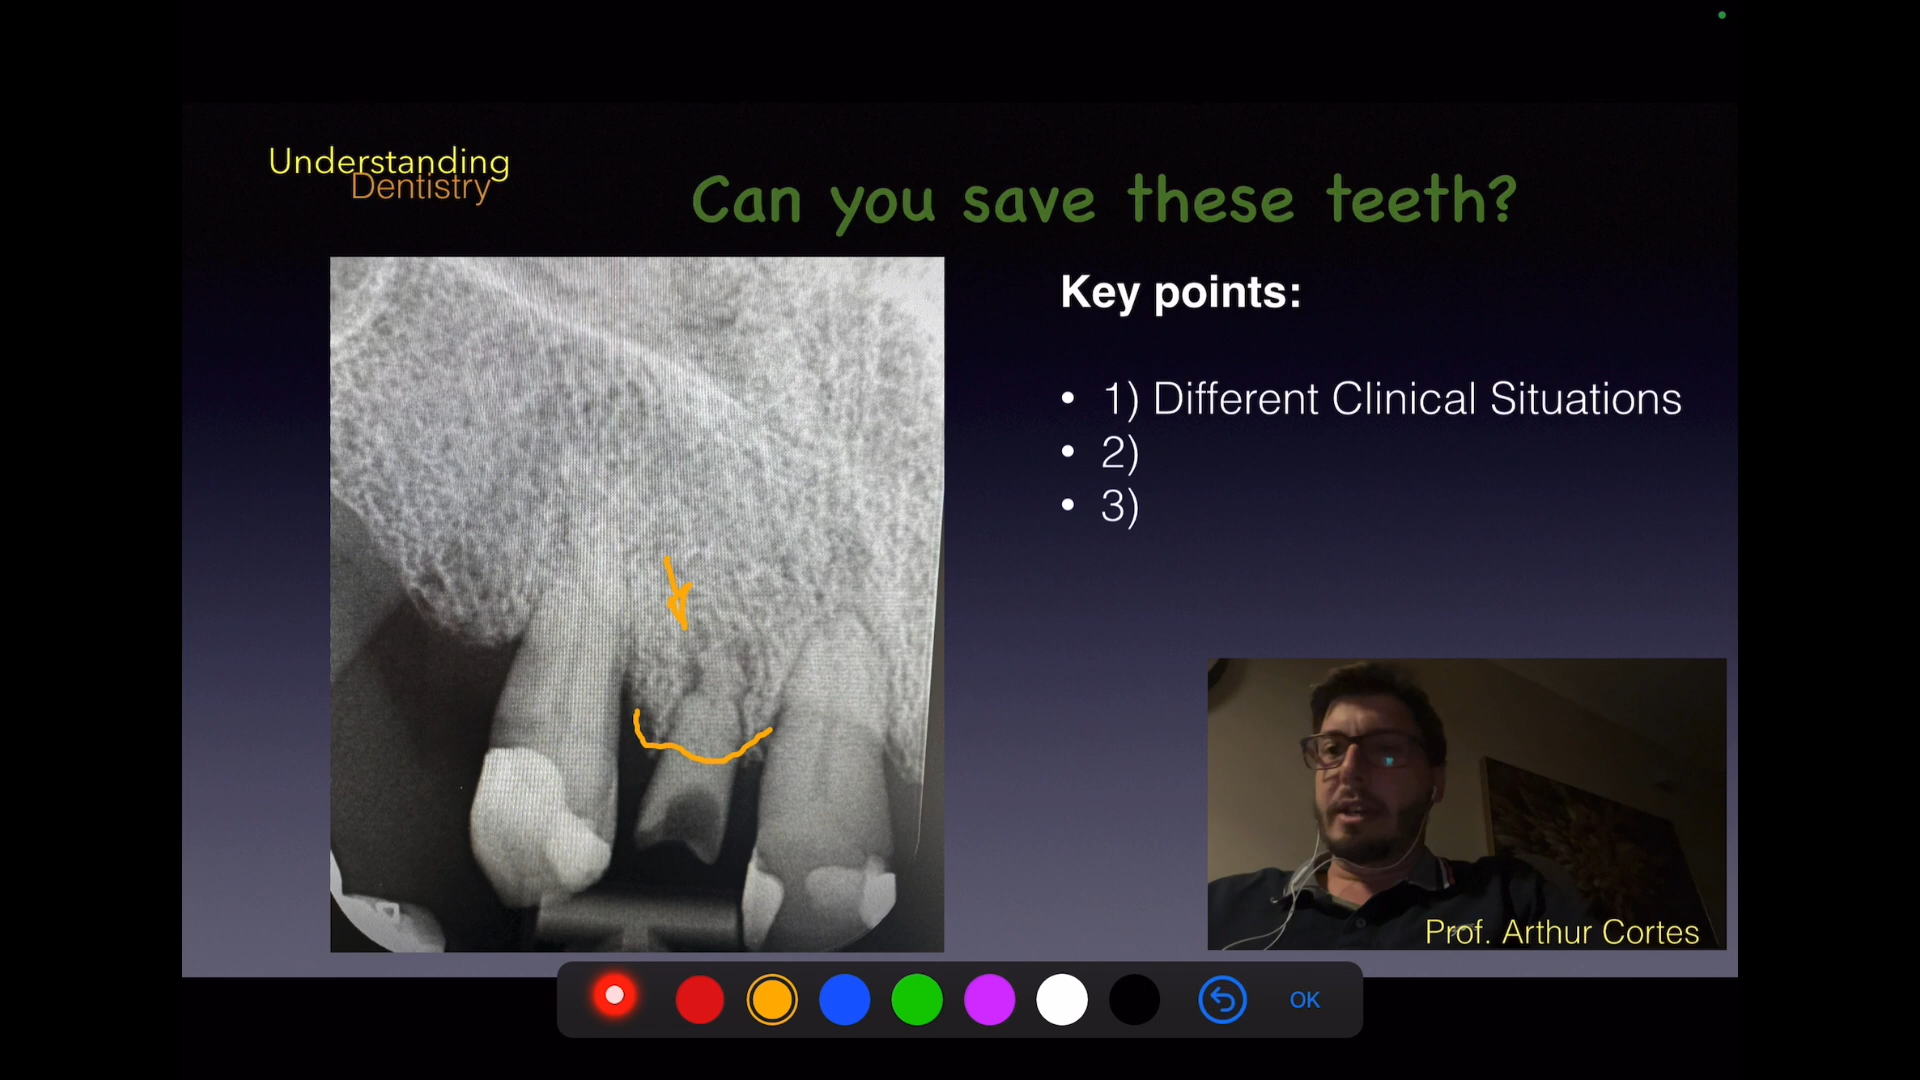 Understanding
Dentistry
Can you save these teeth?
Key points:
• 1) Different Clinical Situations
• 2)
• 3)
Prof. Arthur Cortes
OK